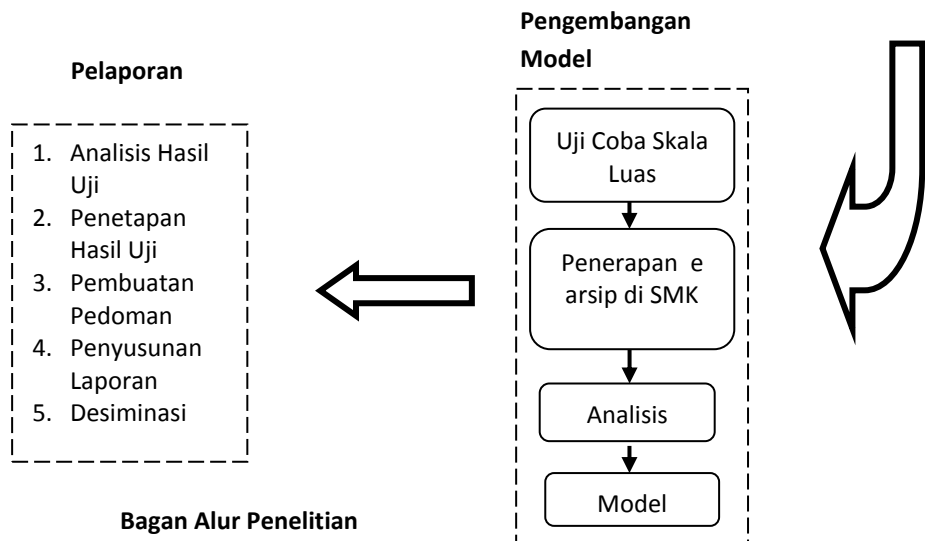 Pengembangan
Model
Pelaporan
Uji Coba Skala
Luas
Penerapan e
arsip di SMK
Analisis
Model
1. Analisis Hasil
Uji
2. Penetapan
Hasil Uji
3. Pembuatan
Pedoman
4. Penyusunan
Laporan
5. Desiminasi
Bagan Alur Penelitian